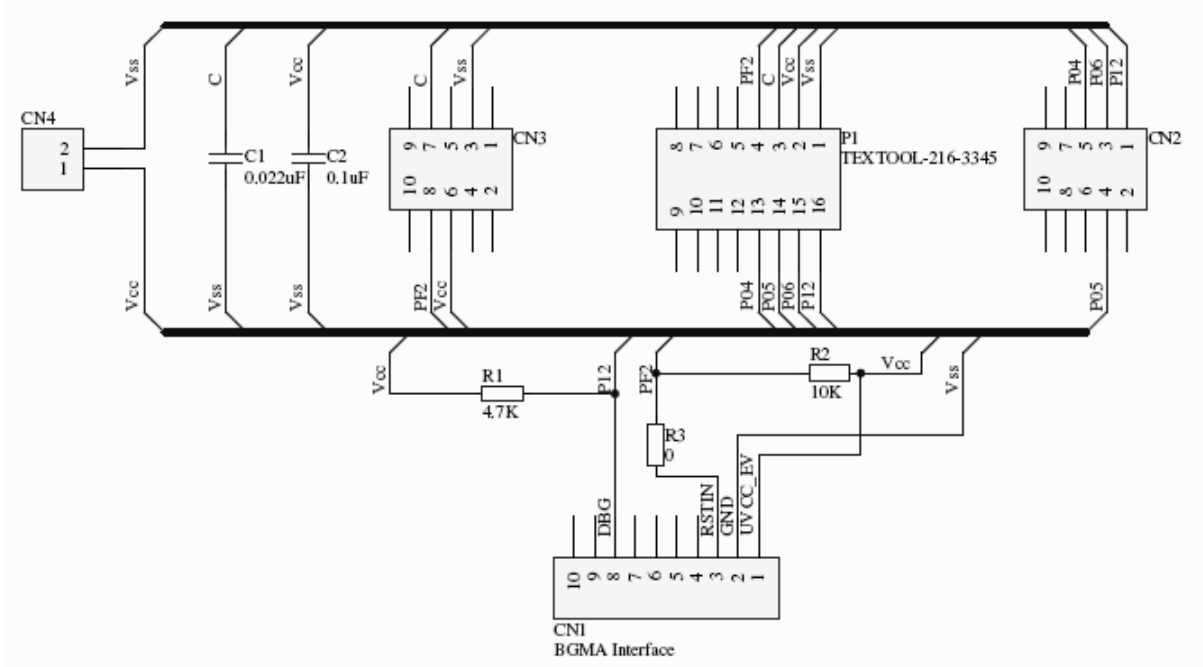 Vss
C
Vcc
C
Vss
PF2
C
Vcc
Vss
P04
P06
P12
CN4
2
1
C1
0.022uF
C2
0.1uF
9 7 5 3 1
10 8 6 4 2
CN3
8 7 6 5 4 3 2 1
9 10 11 12 13 14 15 16
P1
TEXTOOL-216-3345
9 7 5 3 1
10 8 6 4 2
CN2
Vcc
Vss
Vss
PF2
Vcc
P04
P05
P06
P12
P05
Vcc
R1
4.7K
P12
PF2
R2
10K
Vcc
Vss
R3
0
DBG
RSTIN
GND
UVCC_EV
10 9 8 7 6 5 4 3 2 1
CN1
BGMA Interface